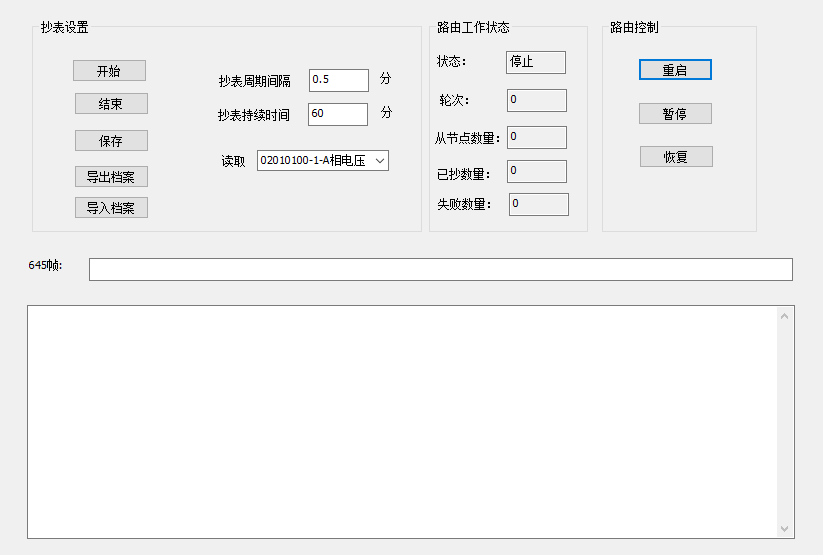 抄表设置
开始
结束
保存
导出档案
导入档案
抄表周期间隔 0.5 分
抄表持续时间 60 分
读取 02010100-1-A相电压
路由工作状态
状态： 停止
轮次： 0
从节点数量： 0
已抄数量： 0
失败数量： 0
路由控制
重启
暂停
恢复
645帧: